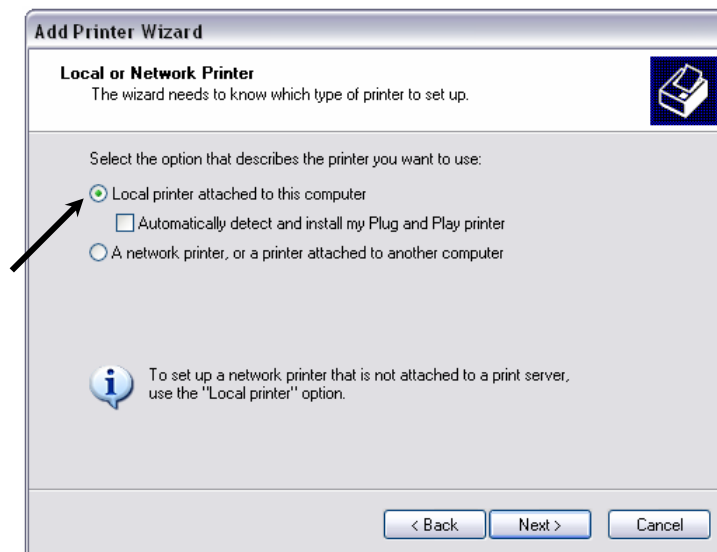 Add Printer Wizard
Local or Network Printer
The wizard needs to know which type of printer to set up.
Select the option that describes the printer you want to use:
Local printer attached to this computer
Automatically detect and install my Plug and Play printer
A network printer, or a printer attached to another computer
To set up a network printer that is not attached to a print server,
use the "Local printer" option.
< Back Next > Cancel